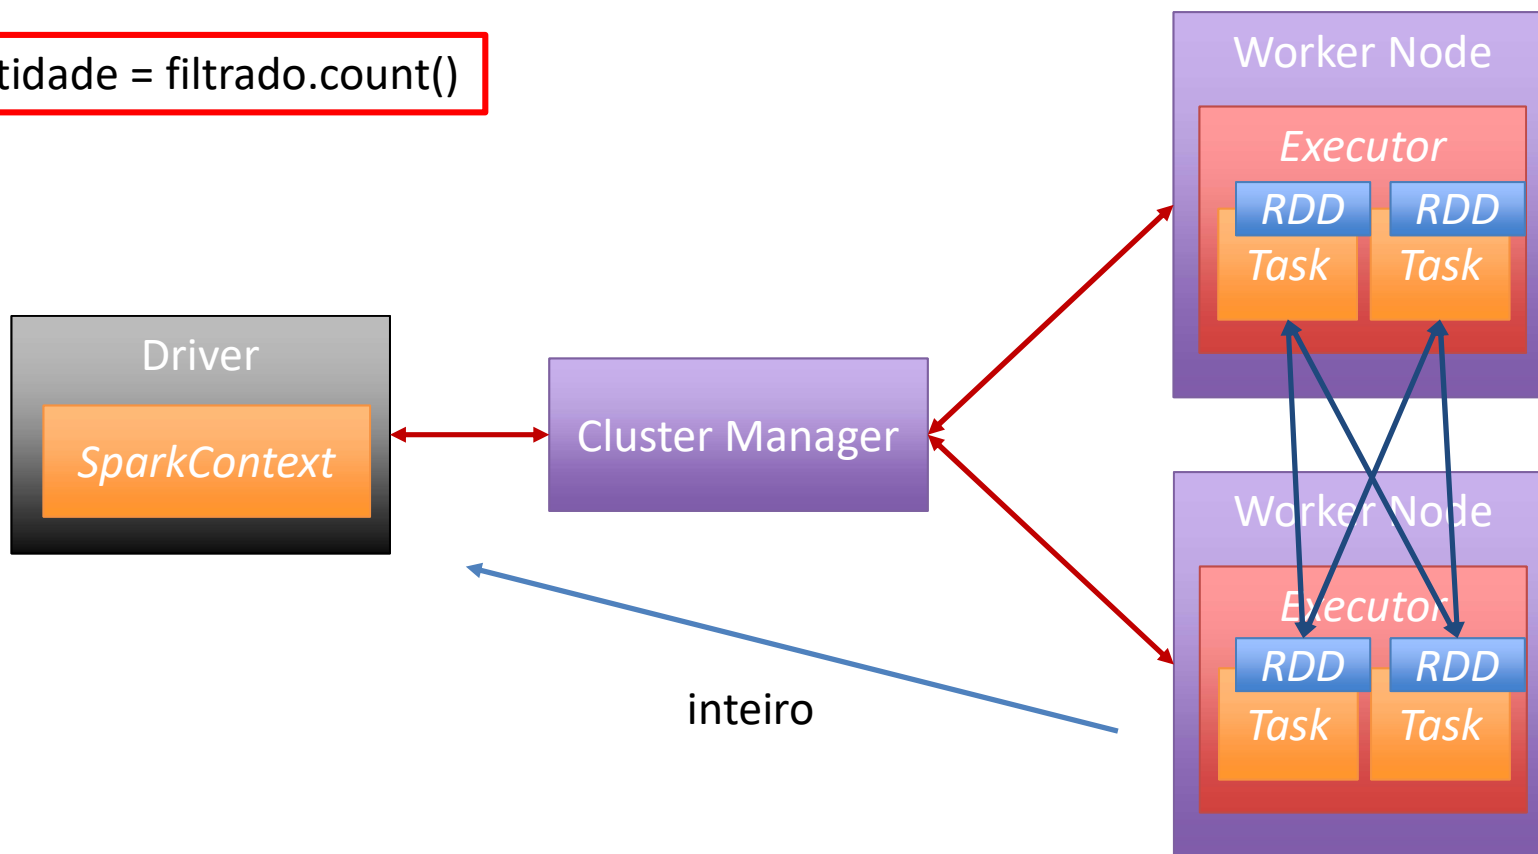 tidade = filtrado.count()
Worker Node
Executor
RDD RDD
Task Task
Driver
SparkContext
Cluster Manager
Worker Node
Executor
RDD RDD
Task Task
inteiro